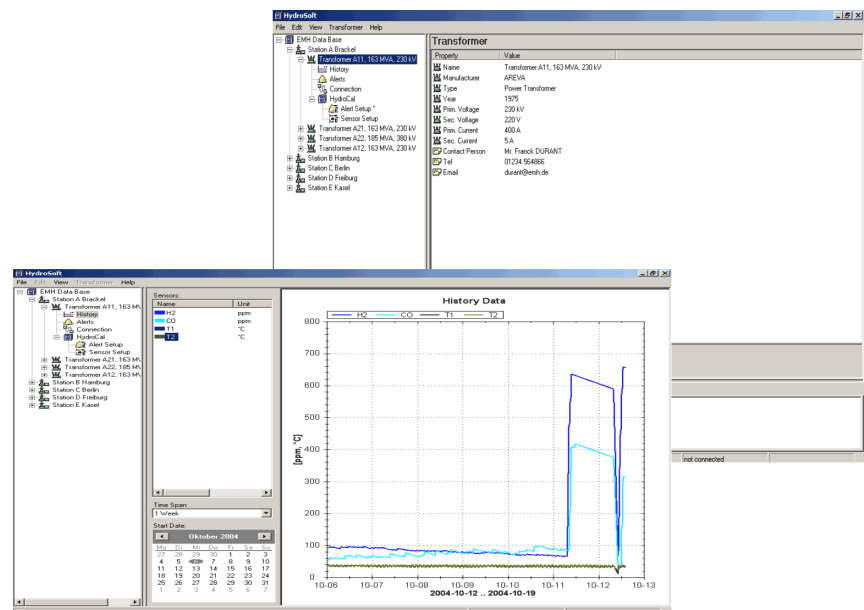 HydroSoft
File Edit View Transformer Help
EMH Data Base
Station A Brackel
Transformer A11, 163 MVA, 230 kV
History
Alerts
Connection
HydroCal
Alert Setup *
Sensor Setup
Transformer A21, 163 MVA, 230 kV
Transformer A22, 185 MVA, 380 kV
Transformer A12, 163 MVA, 230 kV
Station B Hamburg
Station C Berlin
Station D Freiburg
Station E Kasel
Transformer
Property Value
Name Transfomer A11, 163 MVA, 230 kV
Manufacturer AREVA
Type Power Transformer
Year 1975
Prim. Voltage 230 kV
Sec. Voltage 220 V
Prim. Current 400 A
Sec. Current 5 A
Contact Person Mr. Franck DURANT
Tel 01234 564866
Email durant@emh.de
not connected
HydroSoft
File Edit View Transformer Help
EMH Data Base
Station A Brackel
Transformer A11, 163 M
History
Alerts
Connection
HydroCal
Alert Setup
Sensor Setup
Transformer A21, 163 M
Transformer A22, 185 M
Transformer A12, 163 M
Station B Hamburg
Station C Berlin
Station D Freiburg
Station E Kasel
Sensors:
Name Unit
H2 ppm
CO ppm
T1 °C
T2 °C
Time Span:
1 Week
Start Date:
Oktober 2004
Mo Di Mi Do Fr Sa So
27 28 29 30 1 2 3
4 5 6 7 8 9 10
11 12 13 14 15 16 17
18 19 20 21 22 23 24
25 26 27 28 29 30 31
1 2 3 4 5 6 7
History Data
H2 CO T1 T2
800
700
600
500
400
300
200
100
0
[ppm, °C]
10-06 10-07 10-08 10-09 10-10 10-11 10-12 10-13
2004-10-12 .. 2004-10-19